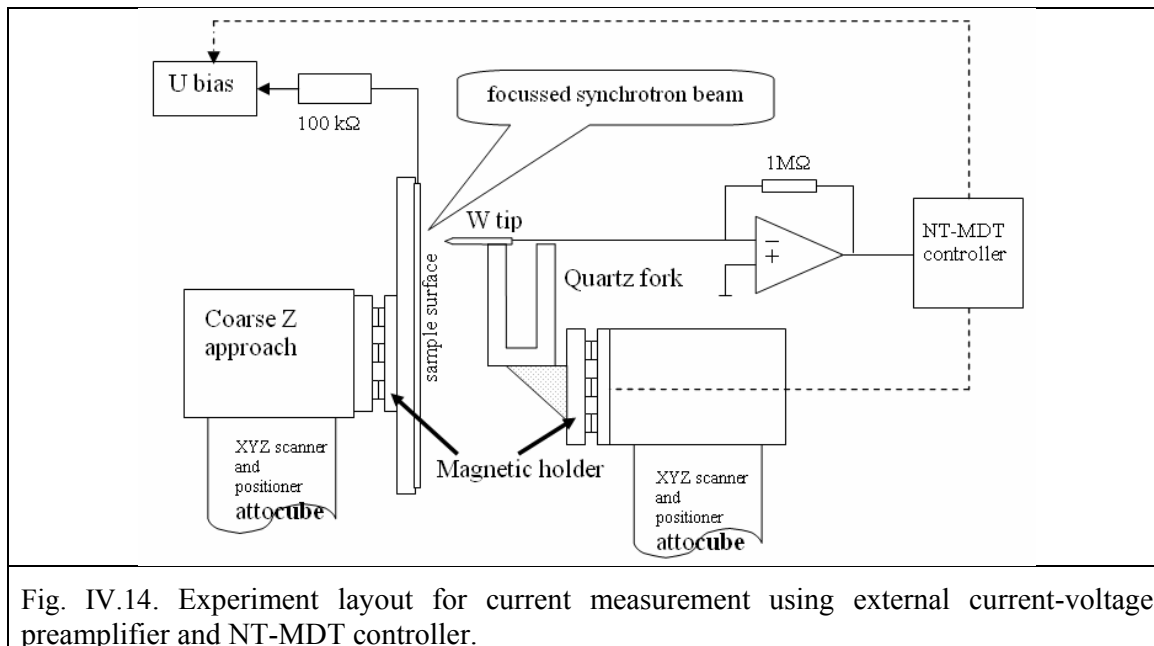 U bias
100 kΩ
focussed synchrotron beam
1MΩ
W tip
−
+
NT-MDT
controller
Quartz fork
sample surface
Coarse Z
approach
Magnetic holder
XYZ scanner
and
positioner
attocube
XYZ scanner
and
positioner
attocube
Fig. IV.14. Experiment layout for current measurement using external current-voltage
preamplifier and NT-MDT controller.